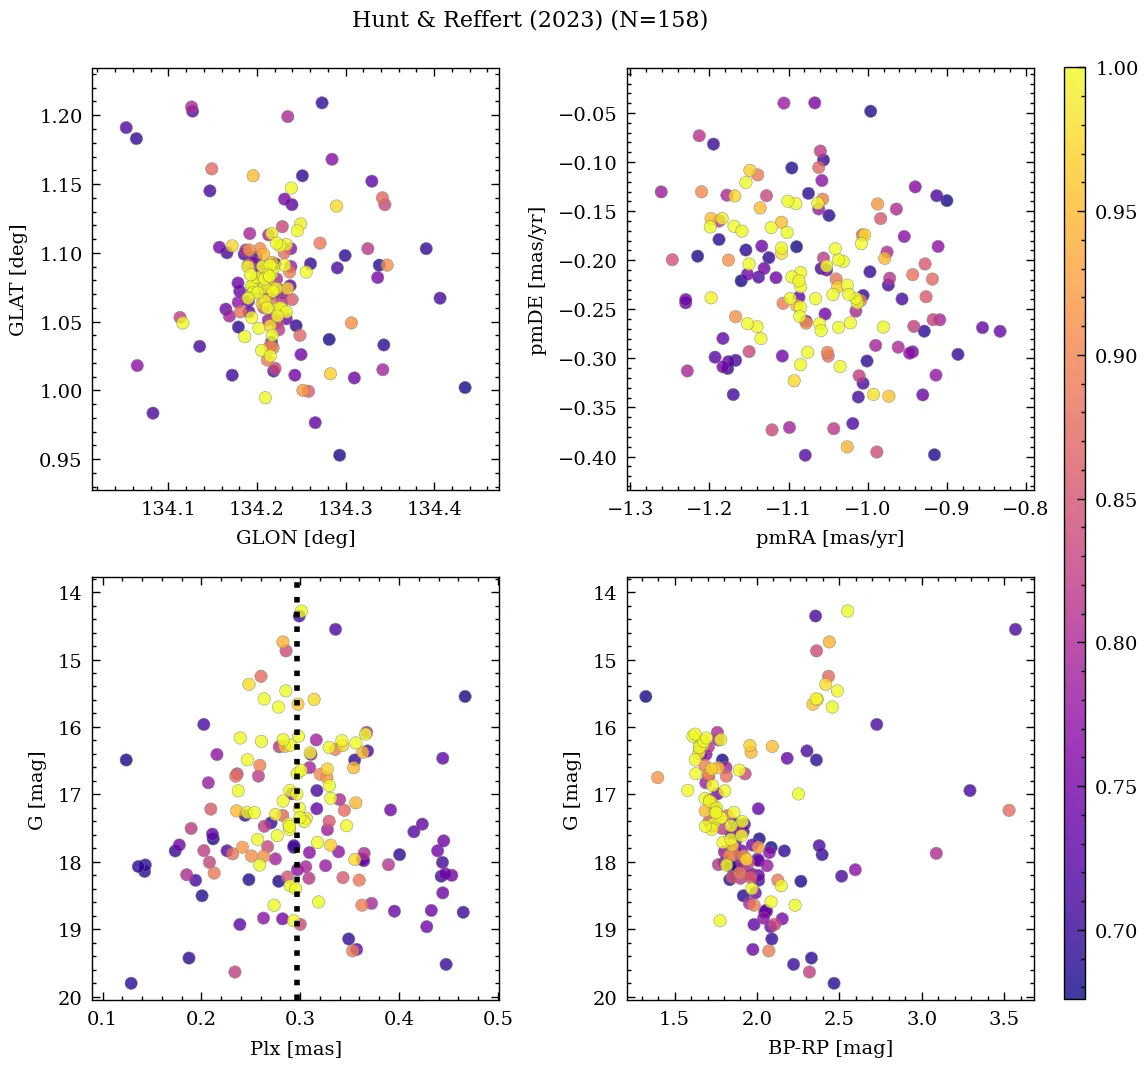 Hunt & Reffert (2023) (N=158)
1.20
1.15
1.10
1.05
1.00
0.95
GLAT [deg]
134.1 134.2 134.3 134.4
GLON [deg]
−0.05
−0.10
−0.15
−0.20
−0.25
−0.30
−0.35
−0.40
pmDE [mas/yr]
−1.3 −1.2 −1.1 −1.0 −0.9 −0.8
pmRA [mas/yr]
14
15
16
17
18
19
20
G [mag]
0.1 0.2 0.3 0.4 0.5
Plx [mas]
14
15
16
17
18
19
20
G [mag]
1.5 2.0 2.5 3.0 3.5
BP-RP [mag]
1.00
0.95
0.90
0.85
0.80
0.75
0.70